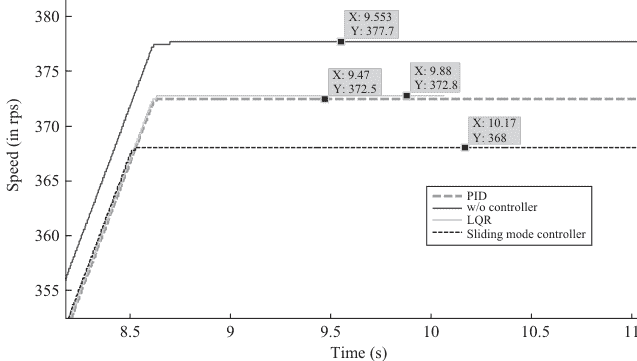 380
375
370
365
360
355
Speed (in rps)
X: 9.553
Y: 377.7
X: 9.47
Y: 372.5
X: 9.88
Y: 372.8
X: 10.17
Y: 368
PID
w/o controller
LQR
Sliding mode controller
8.5
9
9.5
10
10.5
11
Time (s)